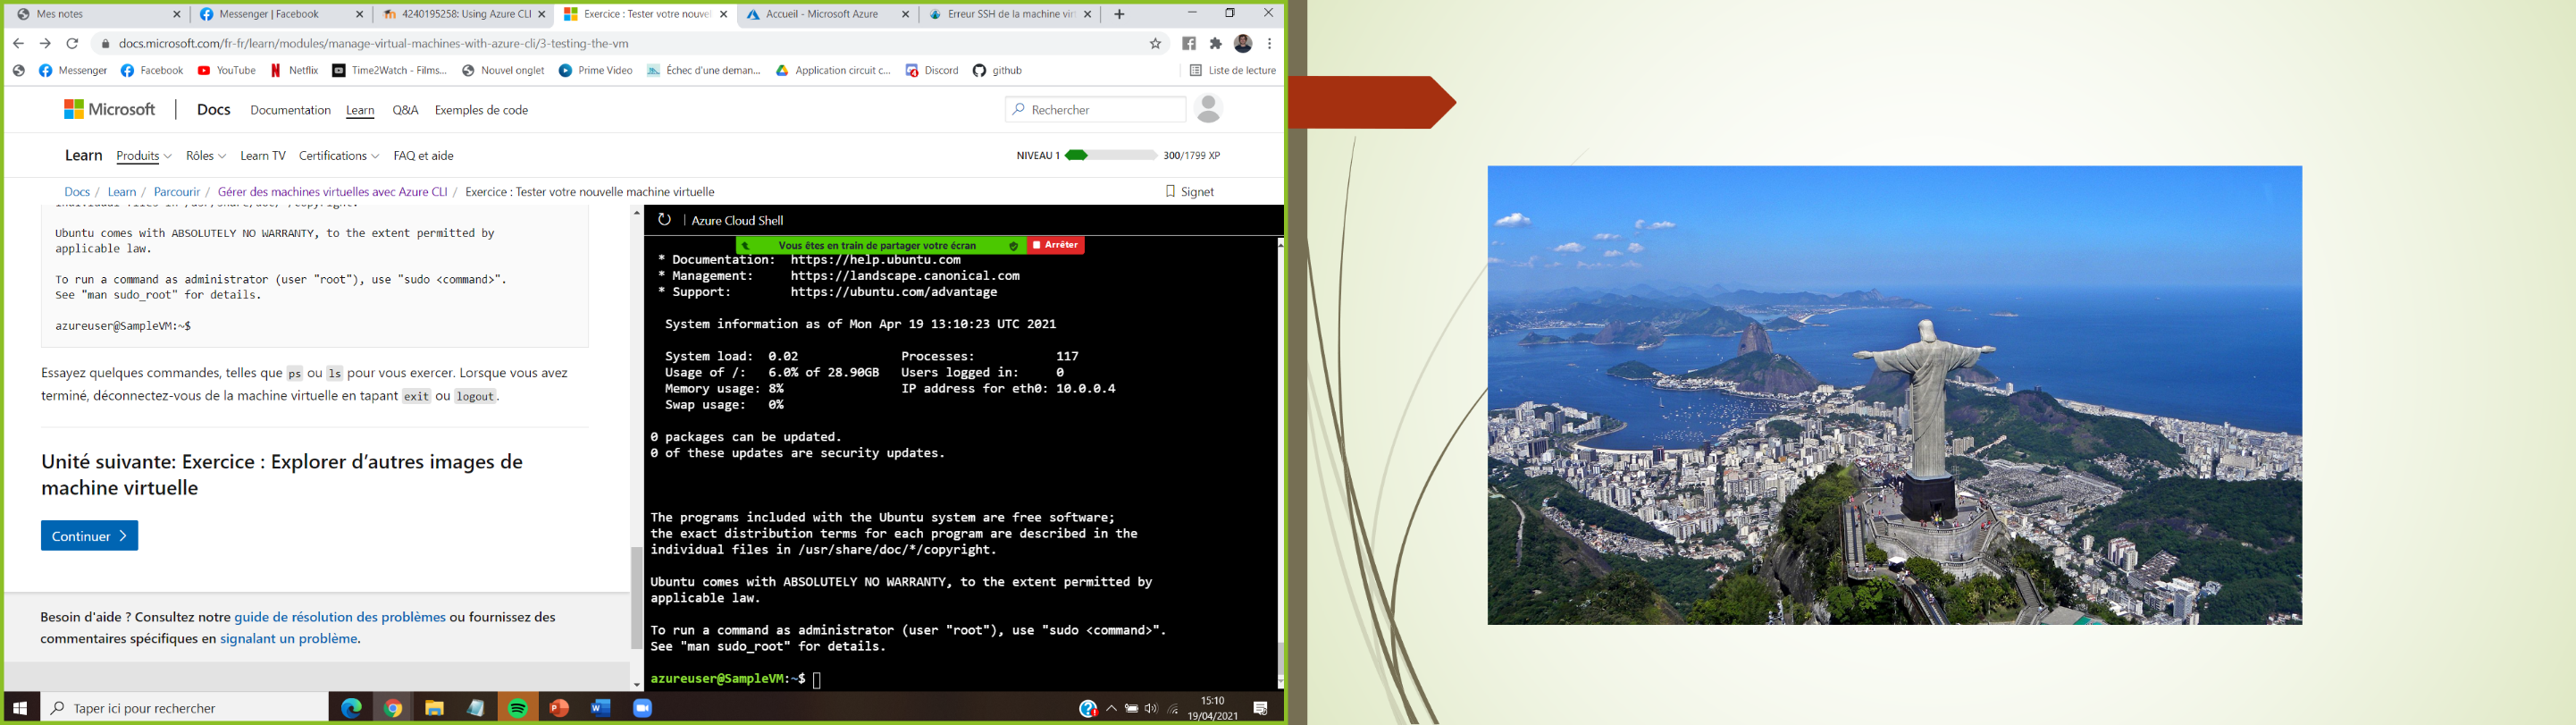 Mes notes
Messenger | Facebook
4240195258: Using Azure CLI
Exercice : Tester votre nouvel
Accueil - Microsoft Azure
Erreur SSH de la machine virt
docs.microsoft.com/fr-fr/learn/modules/manage-virtual-machines-with-azure-cli/3-testing-the-vm
Messenger
Facebook
YouTube
Netflix
Time2Watch - Films...
Nouvel onglet
Prime Video
Échec d'une deman...
Application circuit c...
Discord
github
Liste de lecture
Microsoft
Docs
Documentation
Learn
Q&A
Exemples de code
Rechercher
Learn
Produits
Rôles
Learn TV
Certifications
FAQ et aide
NIVEAU 1
300/1799 XP
Docs / Learn / Parcourir / Gérer des machines virtuelles avec Azure CLI / Exercice : Tester votre nouvelle machine virtuelle
Signet
individual files in /usr/share/doc/*/copyright.
Ubuntu comes with ABSOLUTELY NO WARRANTY, to the extent permitted by
applicable law.
To run a command as administrator (user "root"), use "sudo <command>".
See "man sudo_root" for details.
azureuser@SampleVM:~$
Essayez quelques commandes, telles que ps ou ls pour vous exercer. Lorsque vous avez
terminé, déconnectez-vous de la machine virtuelle en tapant exit ou logout.
Unité suivante: Exercice : Explorer d'autres images de
machine virtuelle
Continuer
Besoin d'aide ? Consultez notre guide de résolution des problèmes ou fournissez des
commentaires spécifiques en signalant un problème.
Azure Cloud Shell
Vous êtes en train de partager votre écran
Arrêter
* Documentation: https://help.ubuntu.com
* Management: https://landscape.canonical.com
* Support: https://ubuntu.com/advantage
System information as of Mon Apr 19 13:10:23 UTC 2021
System load: 0.02 Processes: 117
Usage of /: 6.0% of 28.90GB Users logged in: 0
Memory usage: 8% IP address for eth0: 10.0.0.4
Swap usage: 0%
0 packages can be updated.
0 of these updates are security updates.
The programs included with the Ubuntu system are free software;
the exact distribution terms for each program are described in the
individual files in /usr/share/doc/*/copyright.
Ubuntu comes with ABSOLUTELY NO WARRANTY, to the extent permitted by
applicable law.
To run a command as administrator (user "root"), use "sudo <command>".
See "man sudo_root" for details.
azureuser@SampleVM:~$
Taper ici pour rechercher
15:10
19/04/2021